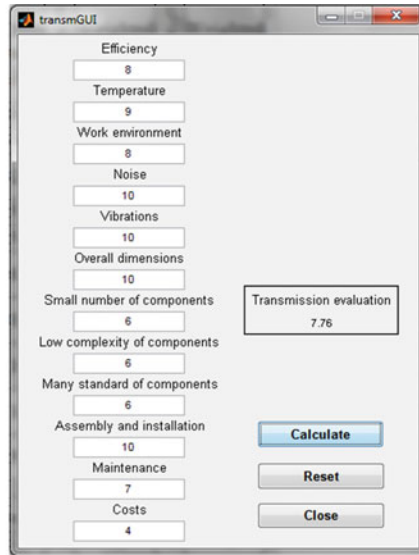 transmGUI
Efficiency
8
Temperature
9
Work environment
8
Noise
10
Vibrations
10
Overall dimensions
10
Small number of components
6
Low complexity of components
6
Many standard of components
6
Assembly and installation
10
Maintenance
7
Costs
4
Transmission evaluation
7.76
Calculate
Reset
Close